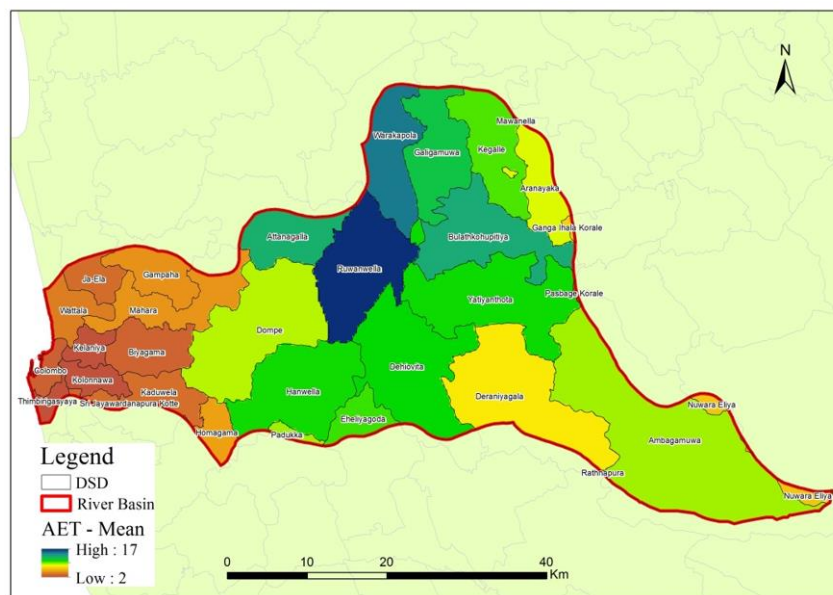 N
Warakapola
Galigamuwa
Mawanella
Kegalle
Aranayaka
Ganga Ihala Korale
Attanagalla
Bulathkohupitiya
Ruwanwella
Gampaha
Ja-Ela
Wattala
Mahara
Yatiyanthota
Pasbage Korale
Dompe
Kelaniya
Biyagama
Colombo
Kolonnawa
Dehiovita
Kaduwela
Thimbirigasyaya
Sri Jayawardanapura Kotte
Hanwella
Deraniyagala
Nuwara Eliya
Homagama
Padukka
Eheliyagoda
Ambagamuwa
Rathnapura
Nuwara Eliya
Legend
DSD
River Basin
AET - Mean
High : 17
Low : 2
0 10 20 40
Km